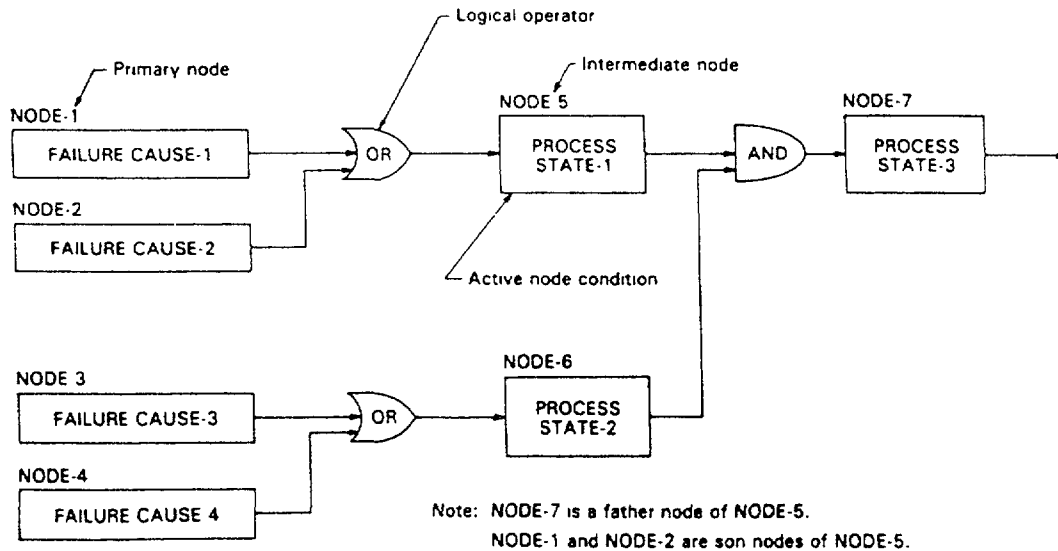 Logical operator
Primary node
Intermediate node
NODE-1
NODE 5
NODE-7
FAILURE CAUSE-1
OR
PROCESS
STATE-1
AND
PROCESS
STATE-3
NODE-2
FAILURE CAUSE-2
Active node condition
NODE-6
NODE 3
FAILURE CAUSE-3
OR
PROCESS
STATE-2
NODE-4
FAILURE CAUSE 4
Note: NODE-7 is a father node of NODE-5.
NODE-1 and NODE-2 are son nodes of NODE-5.